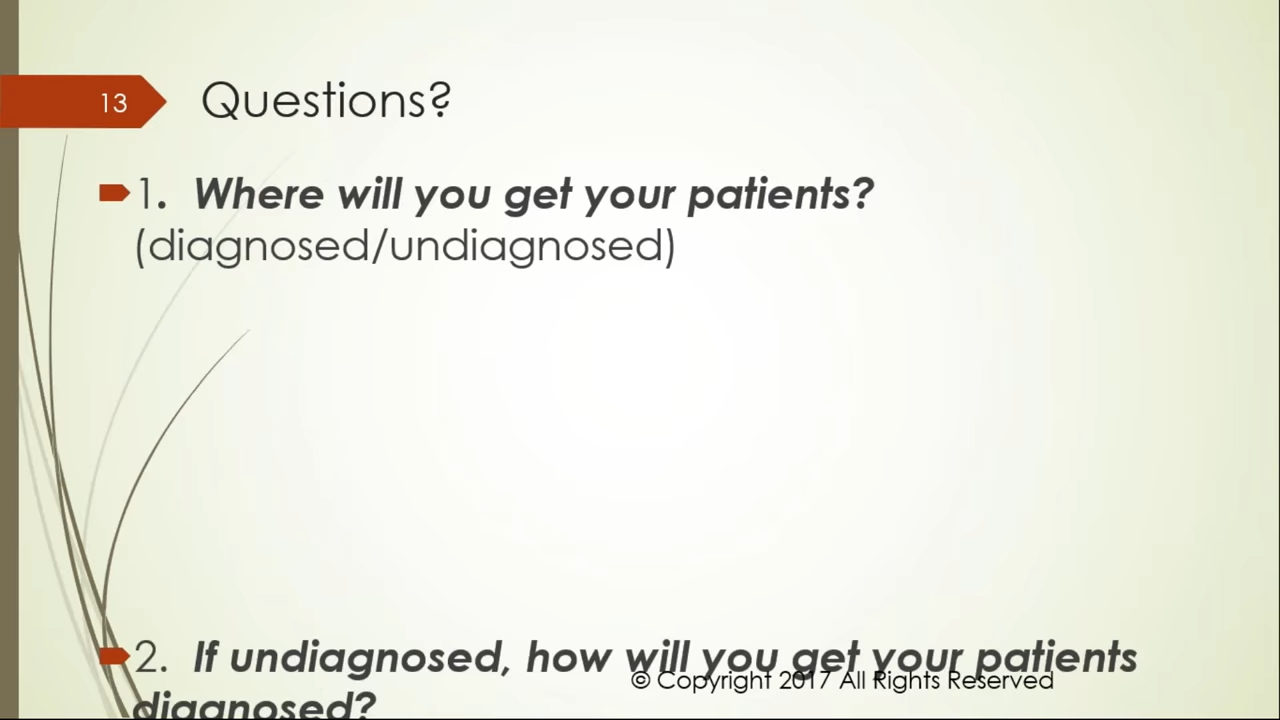 13
Questions?
1. Where will you get your patients?
(diagnosed/undiagnosed)
2. If undiagnosed, how will you get your patients
diagnosed?
© Copyright 2017 All Rights Reserved